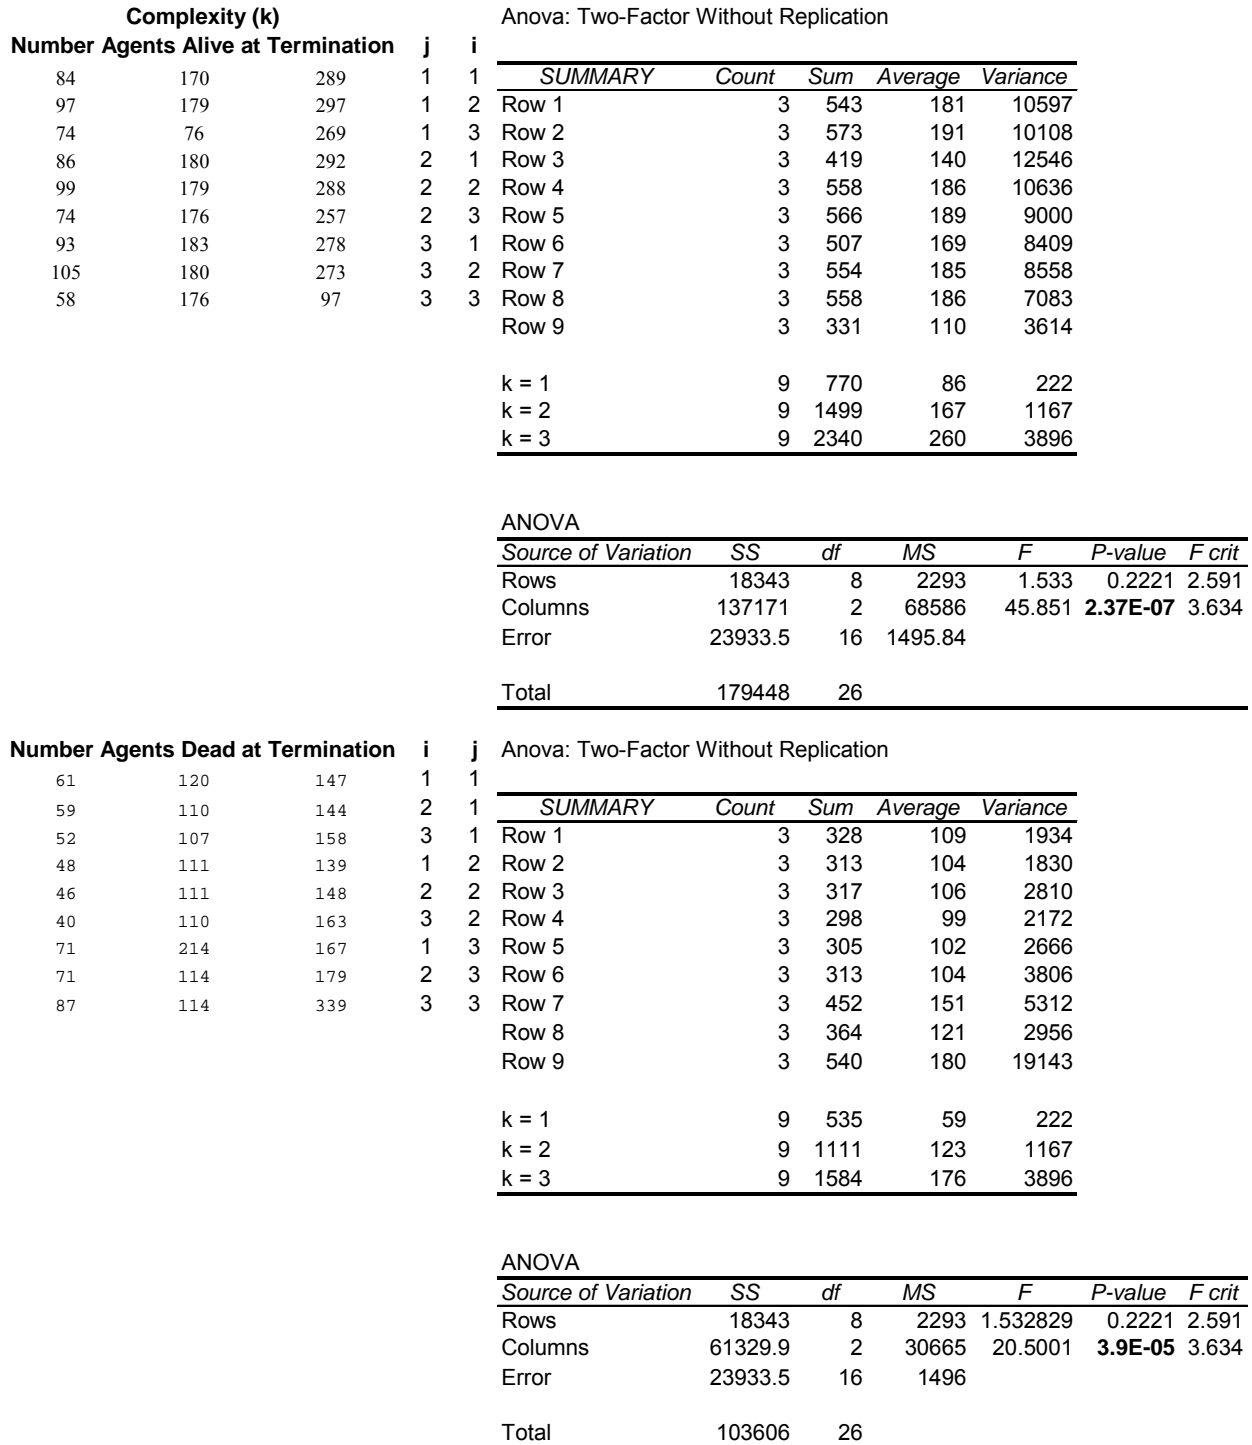 Complexity (k) Anova: Two-Factor Without Replication
Number Agents Alive at Termination j i
84 170 289 1 1 SUMMARY Count Sum Average Variance
97 179 297 1 2 Row 1 3 543 181 10597
74 76 269 1 3 Row 2 3 573 191 10108
86 180 292 2 1 Row 3 3 419 140 12546
99 179 288 2 2 Row 4 3 558 186 10636
74 176 257 2 3 Row 5 3 566 189 9000
93 183 278 3 1 Row 6 3 507 169 8409
105 180 273 3 2 Row 7 3 554 185 8558
58 176 97 3 3 Row 8 3 558 186 7083
Row 9 3 331 110 3614
k = 1 9 770 86 222
k = 2 9 1499 167 1167
k = 3 9 2340 260 3896
ANOVA
Source of Variation SS df MS F P-value F crit
Rows 18343 8 2293 1.533 0.2221 2.591
Columns 137171 2 68586 45.851 2.37E-07 3.634
Error 23933.5 16 1495.84
Total 179448 26
Number Agents Dead at Termination i j Anova: Two-Factor Without Replication
61 120 147 1 1
59 110 144 2 1 SUMMARY Count Sum Average Variance
52 107 158 3 1 Row 1 3 328 109 1934
48 111 139 1 2 Row 2 3 313 104 1830
46 111 148 2 2 Row 3 3 317 106 2810
40 110 163 3 2 Row 4 3 298 99 2172
71 214 167 1 3 Row 5 3 305 102 2666
71 114 179 2 3 Row 6 3 313 104 3806
87 114 339 3 3 Row 7 3 452 151 5312
Row 8 3 364 121 2956
Row 9 3 540 180 19143
k = 1 9 535 59 222
k = 2 9 1111 123 1167
k = 3 9 1584 176 3896
ANOVA
Source of Variation SS df MS F P-value F crit
Rows 18343 8 2293 1.532829 0.2221 2.591
Columns 61329.9 2 30665 20.5001 3.9E-05 3.634
Error 23933.5 16 1496
Total 103606 26